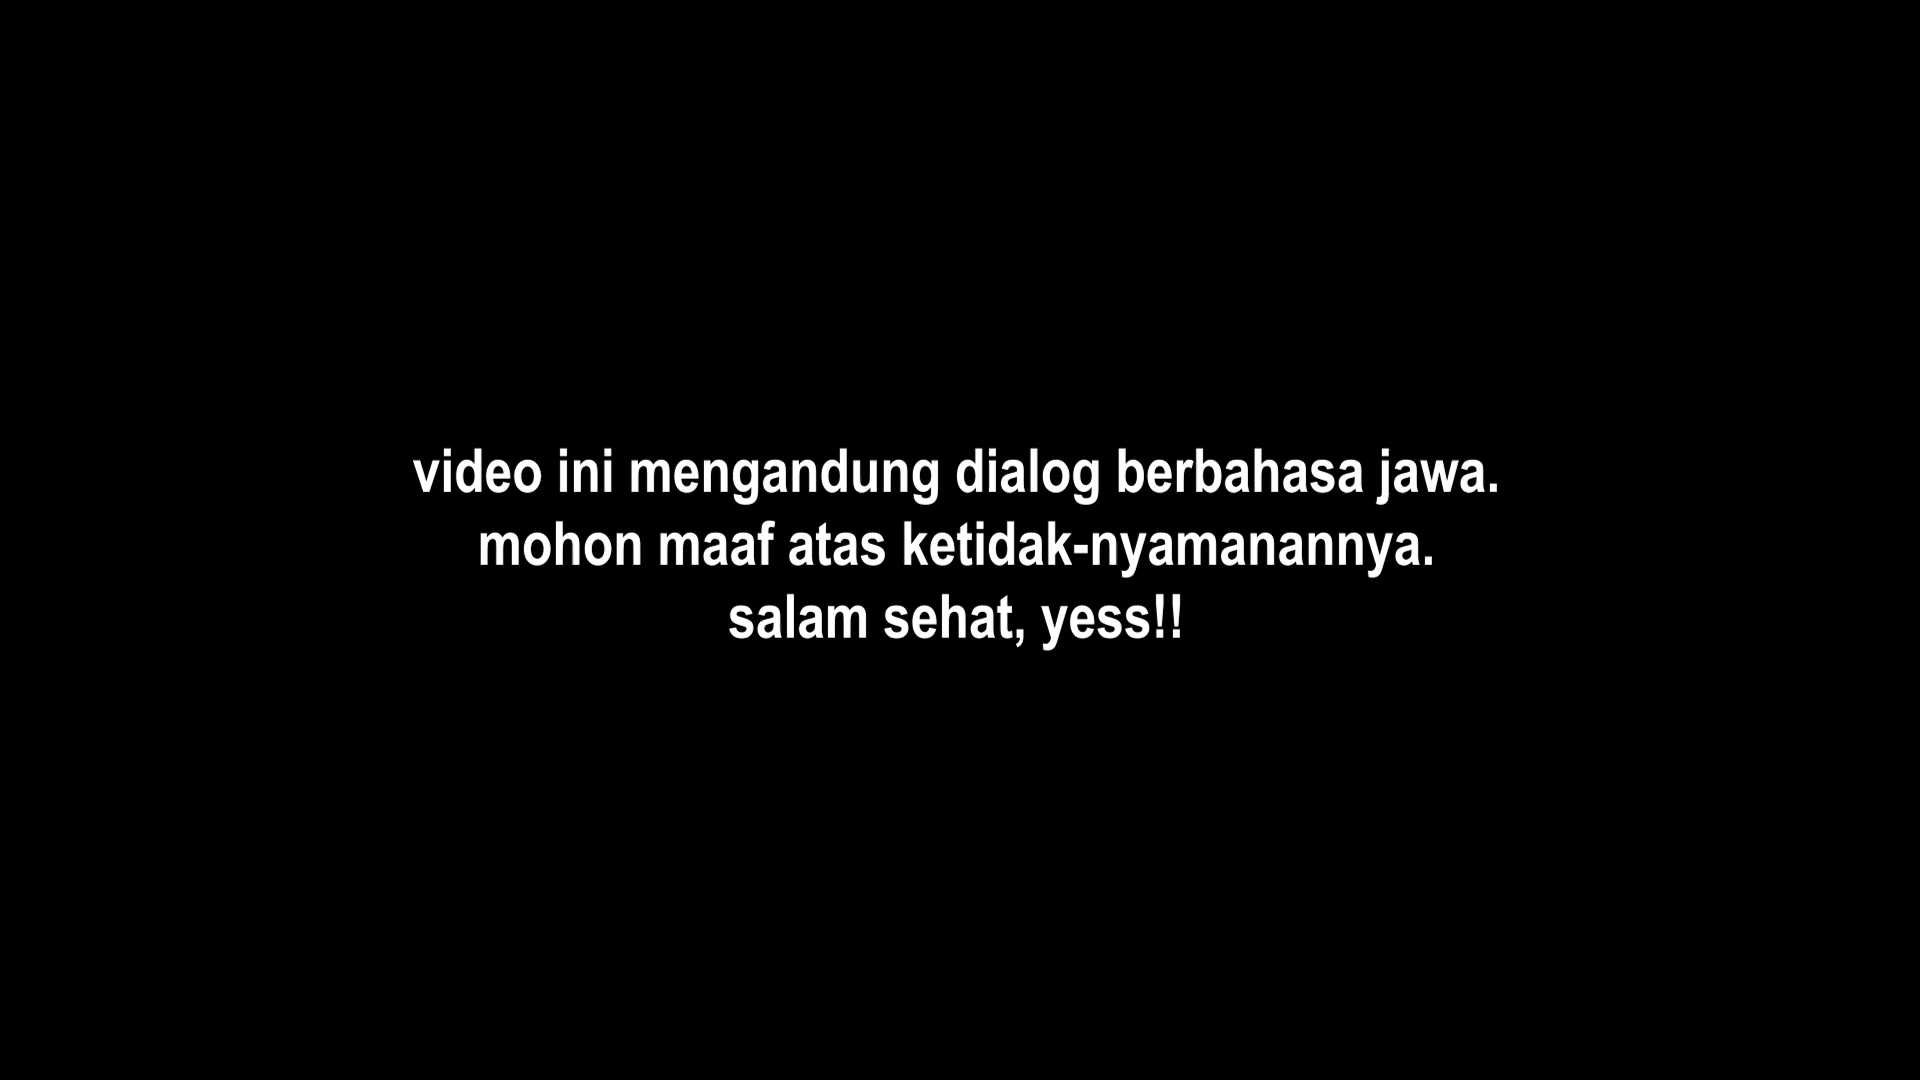 video ini mengandung dialog berbahasa jawa.
mohon maaf atas ketidak-nyamanannya.
salam sehat, yess!!